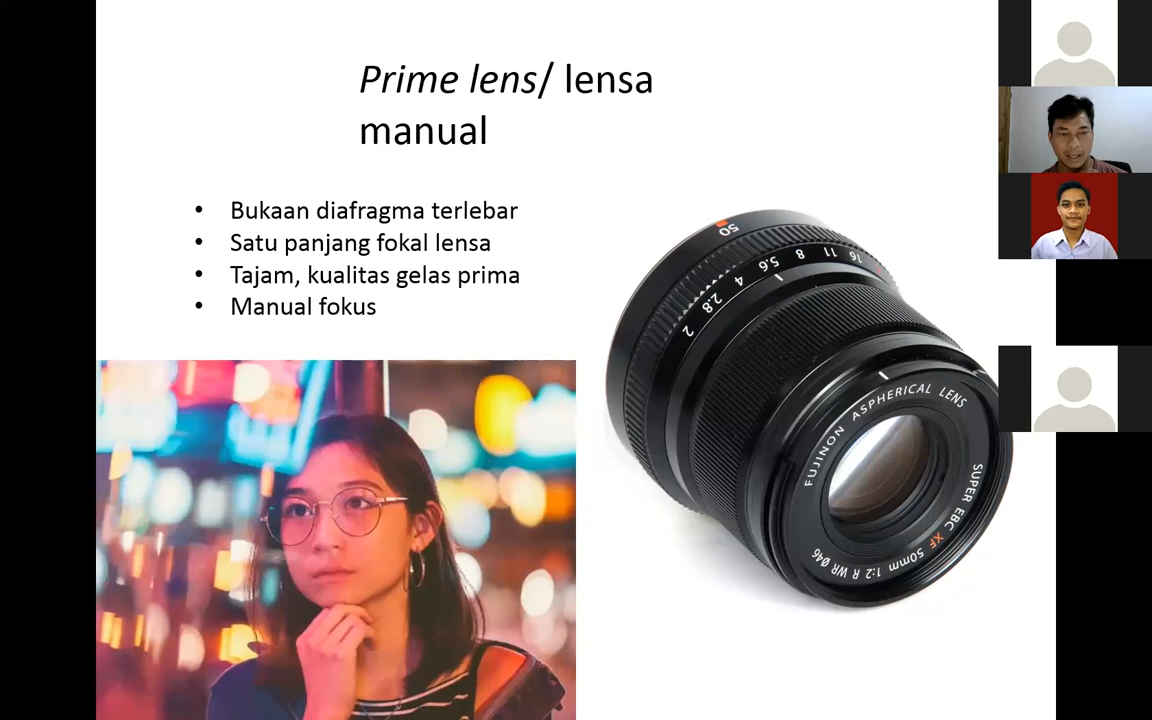 Prime lens/ lensa
manual
• Bukaan diafragma terlebar
• Satu panjang fokal lensa
• Tajam, kualitas gelas prima
• Manual fokus
50
2 2.8 4 5.6 8 11 16
FUJINON ASPHERICAL LENS
SUPER EBC XF 50mm 1:2 R WR Ø46